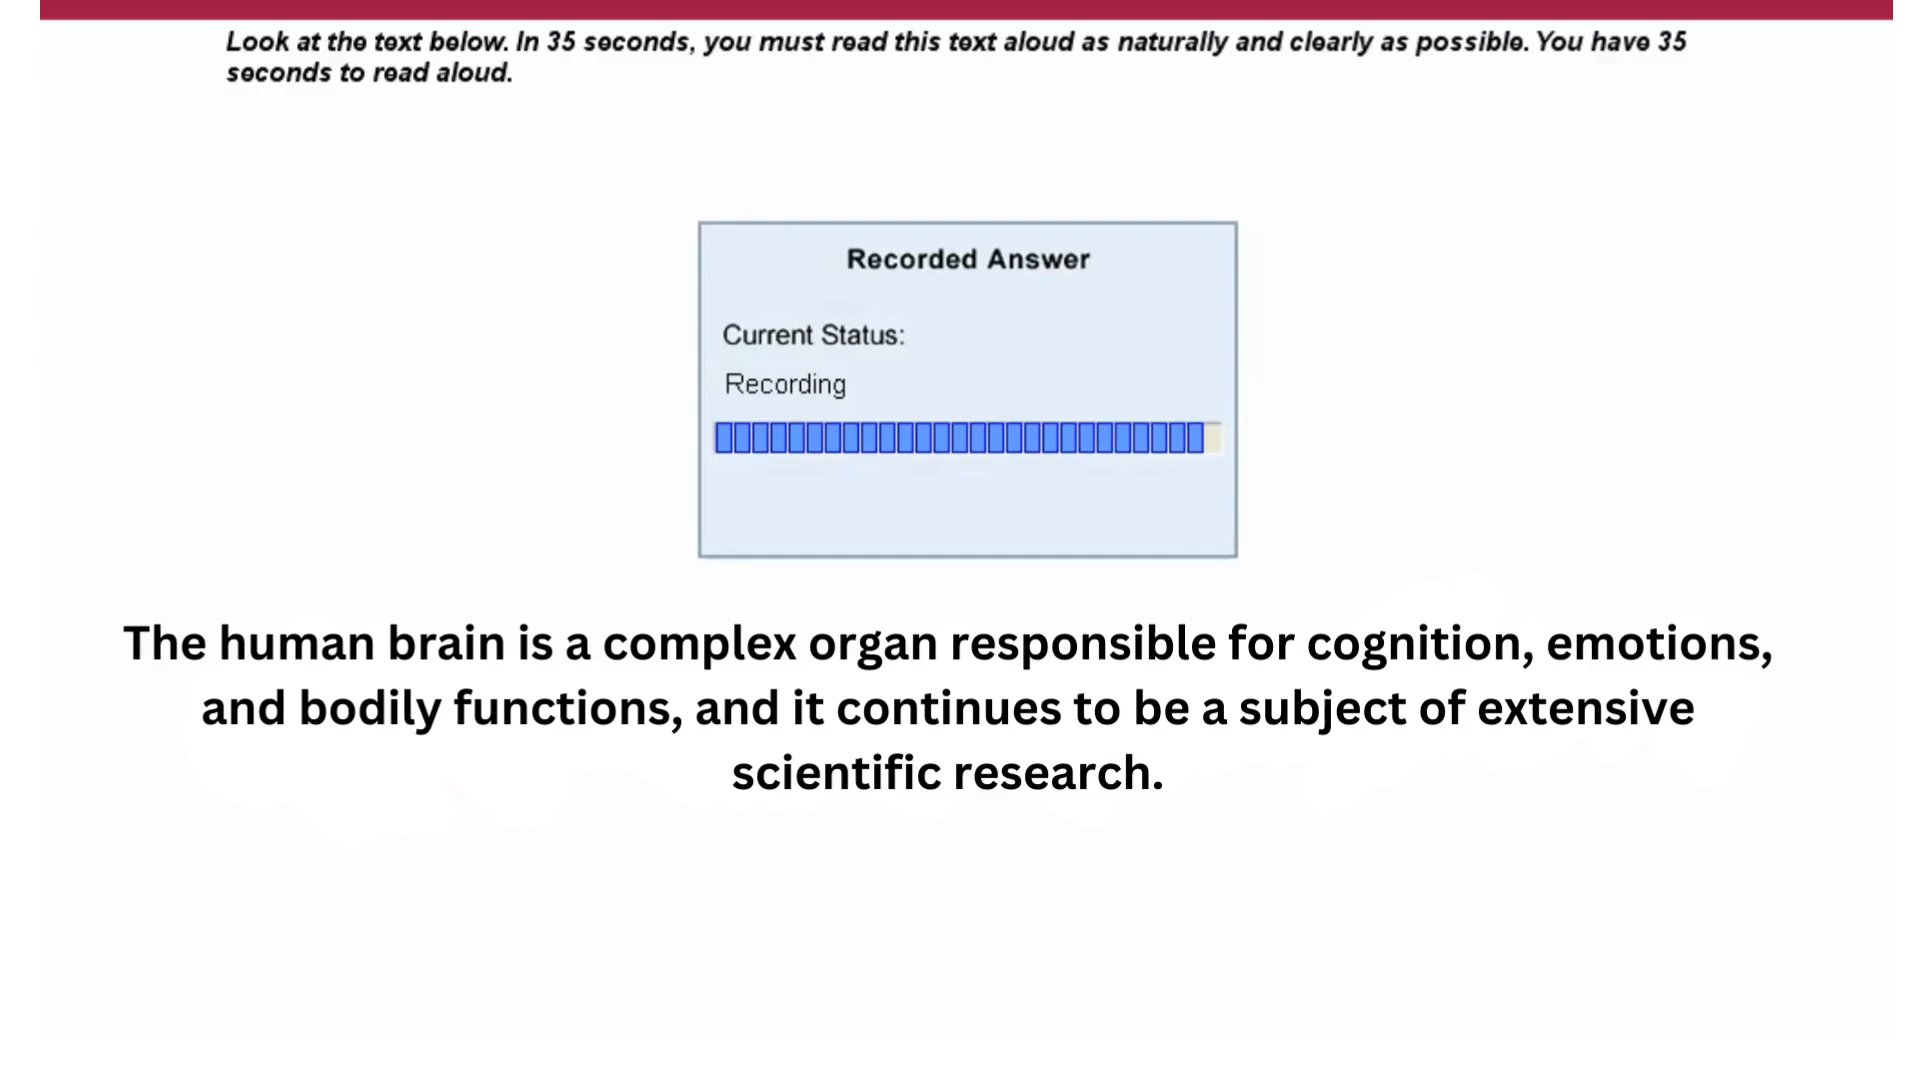 Look at the text below. In 35 seconds, you must read this text aloud as naturally and clearly as possible. You have 35
seconds to read aloud.
Recorded Answer
Current Status:
Recording
The human brain is a complex organ responsible for cognition, emotions,
and bodily functions, and it continues to be a subject of extensive
scientific research.